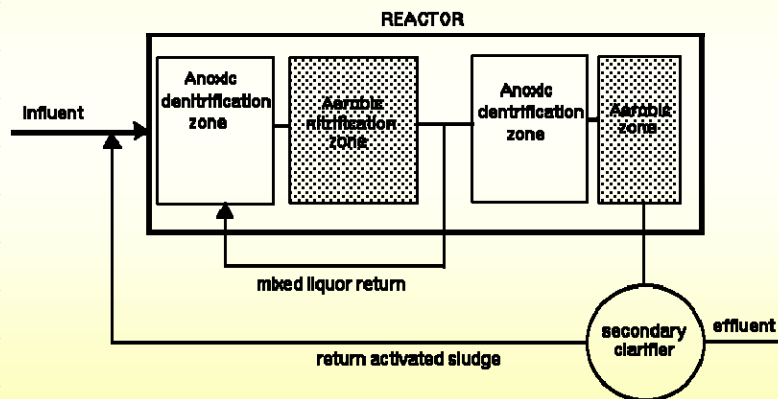 REACTOR
Influent
Anoxic
denitrification
zone
Aerobic
nitrification
zone
Anoxic
dentrification
zone
Aerobic
zone
mixed liquor return
secondary
clarifier
effluent
return activated sludge